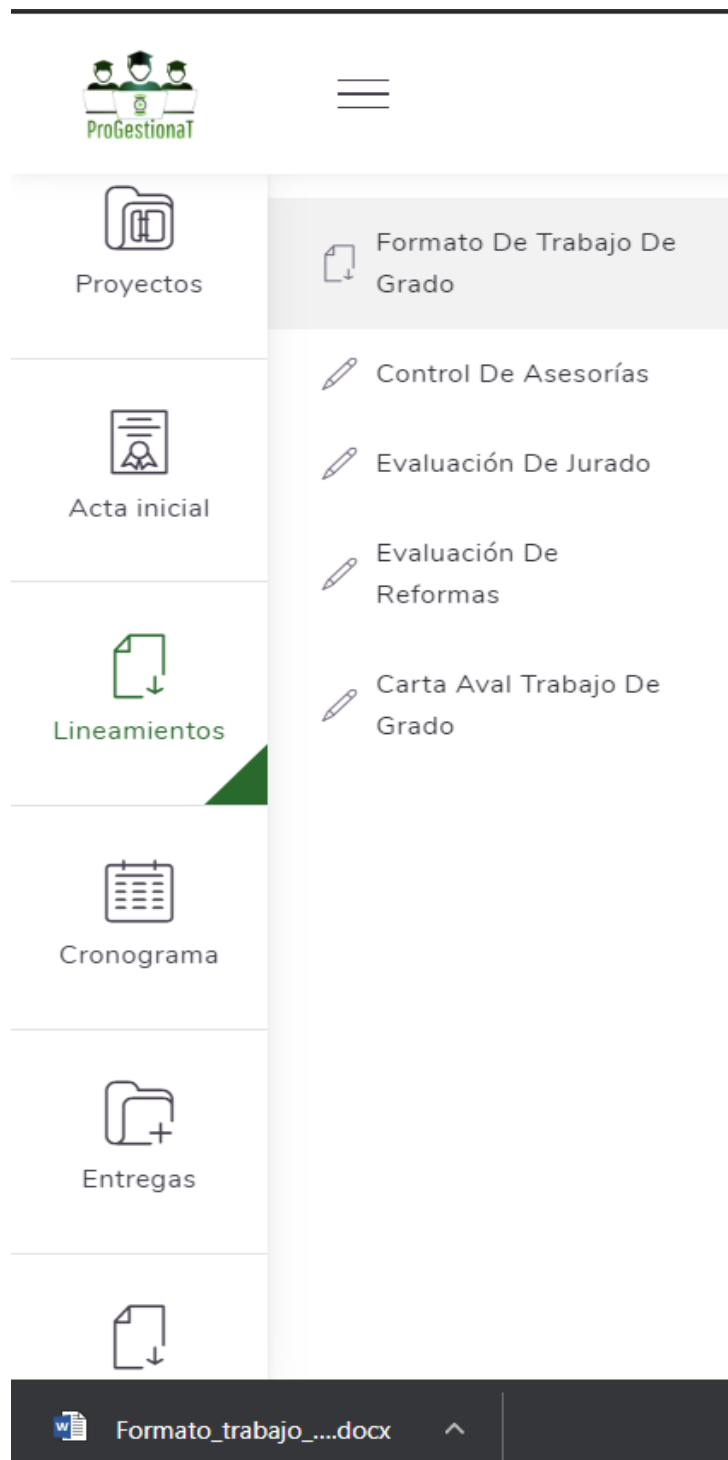 ProGestionaT
Proyectos
Acta inicial
Lineamientos
Cronograma
Entregas
Formato De Trabajo De
Grado
Control De Asesorías
Evaluación De Jurado
Evaluación De
Reformas
Carta Aval Trabajo De
Grado
Formato_trabajo_....docx